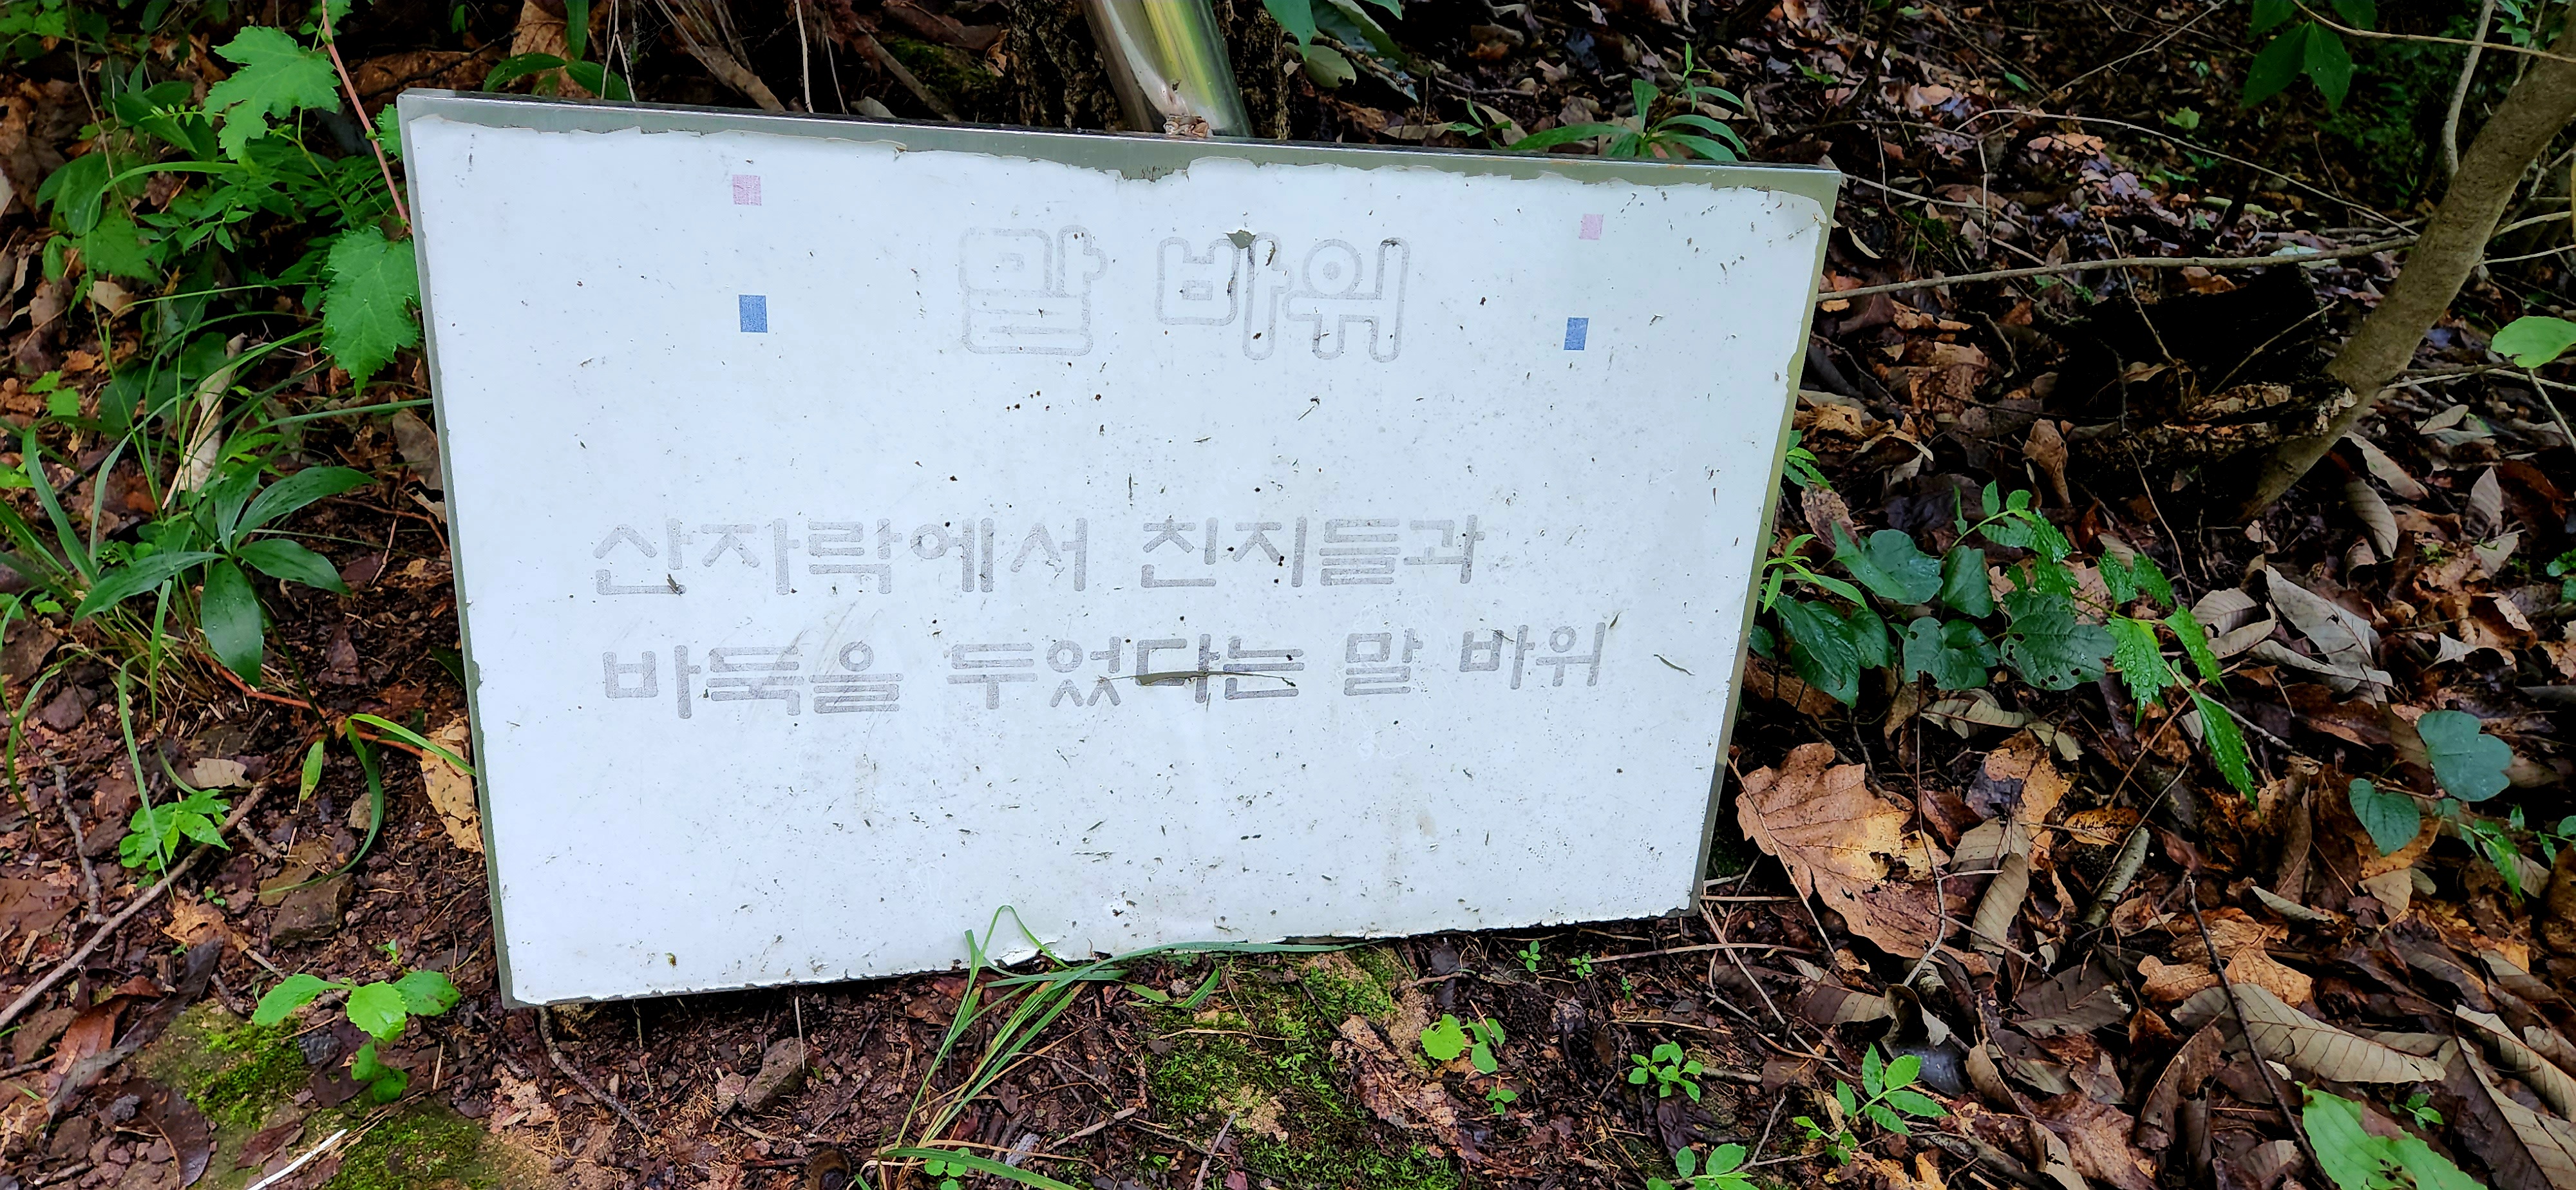 말 바위
산자락에서 친지들과
바둑을 두었다는 말 바위